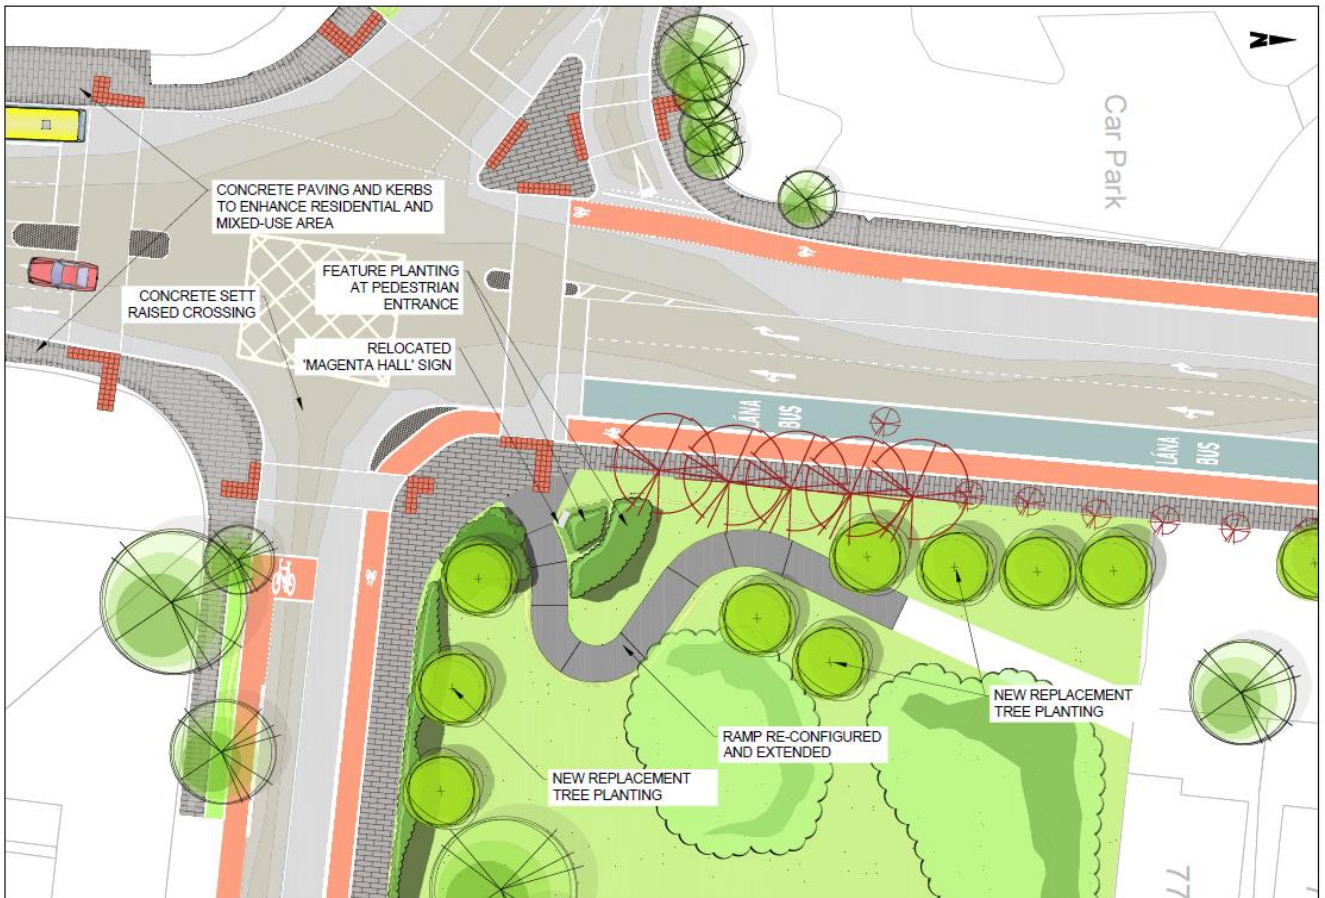 N
Car Park
CONCRETE PAVING AND KERBS
TO ENHANCE RESIDENTIAL AND
MIXED-USE AREA
FEATURE PLANTING
AT PEDESTRIAN
ENTRANCE
CONCRETE SETT
RAISED CROSSING
RELOCATED
'MAGENTA HALL' SIGN
LÁNA
BUS
LÁNA
BUS
NEW REPLACEMENT
TREE PLANTING
RAMP RE-CONFIGURED
AND EXTENDED
NEW REPLACEMENT
TREE PLANTING
77